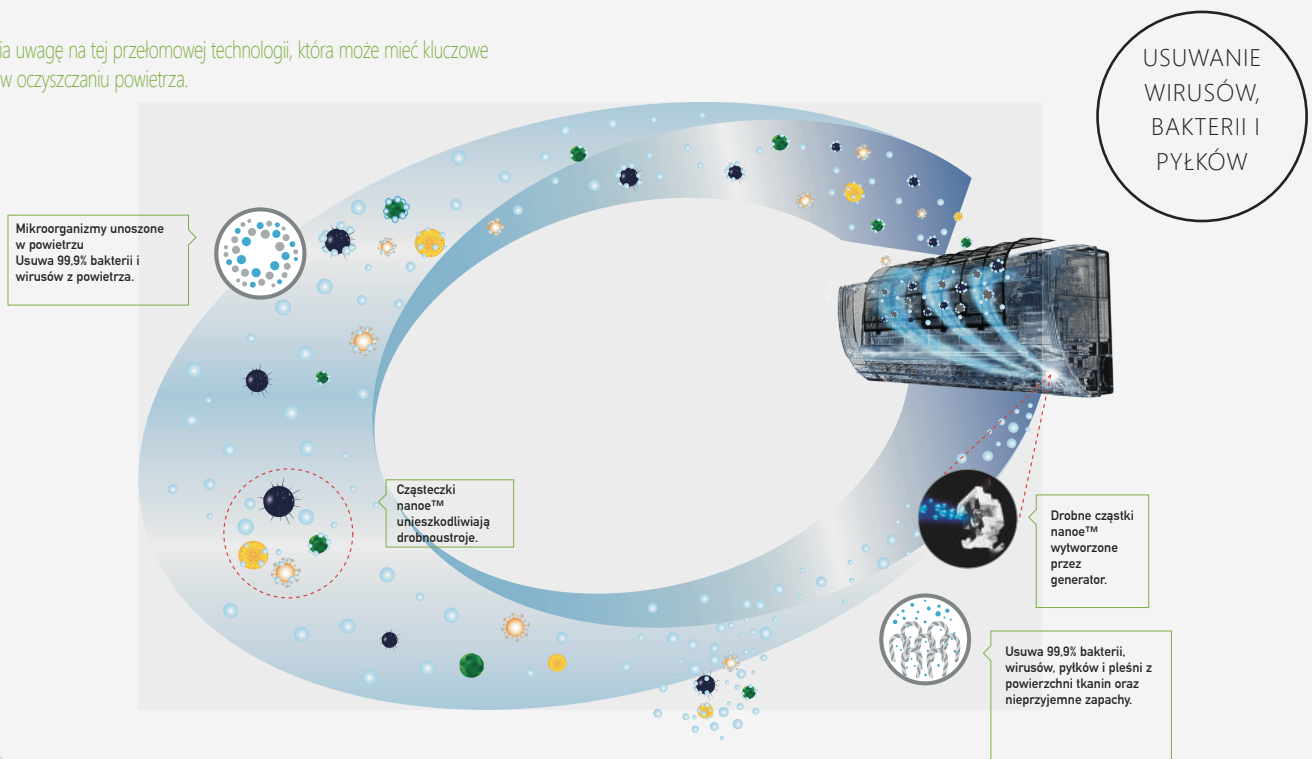 ia uwagę na tej przełomowej technologii, która może mieć kluczowe
w oczyszczaniu powietrza.
USUWANIE
WIRUSÓW,
BAKTERII I
PYŁKÓW
Mikroorganizmy unoszone
w powietrzu
Usuwa 99,9% bakterii i
wirusów z powietrza.
Cząsteczki
nanoe™
unieszkodliwiają
drobnoustroje.
Drobne cząstki
nanoe™
wytworzone
przez
generator.
Usuwa 99,9% bakterii,
wirusów, pyłków i pleśni z
powierzchni tkanin oraz
nieprzyjemne zapachy.